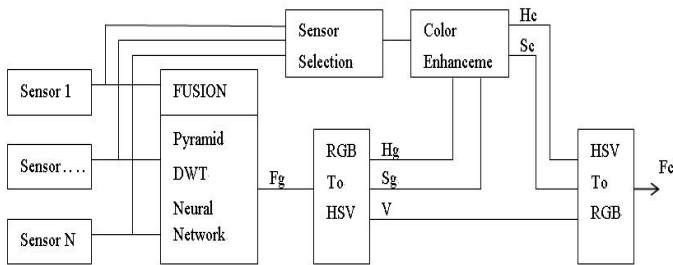 Sensor 1
Sensor....
Sensor N
FUSION
Pyramid
DWT
Neural
Network
Fg
Sensor
Selection
Color
Enhanceme
Hc
Sc
RGB
To
HSV
Hg
Sg
V
HSV
To
RGB
Fc